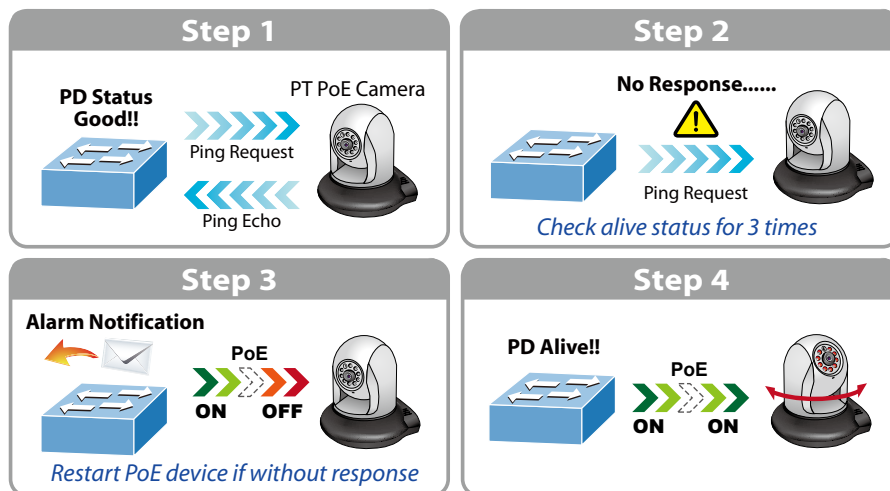 Step 1
PD Status
Good!!
PT PoE Camera
Ping Request
Ping Echo
Step 2
No Response......
Ping Request
Check alive status for 3 times
Step 3
Alarm Notification
PoE
ON OFF
Restart PoE device if without response
Step 4
PD Alive!!
PoE
ON ON